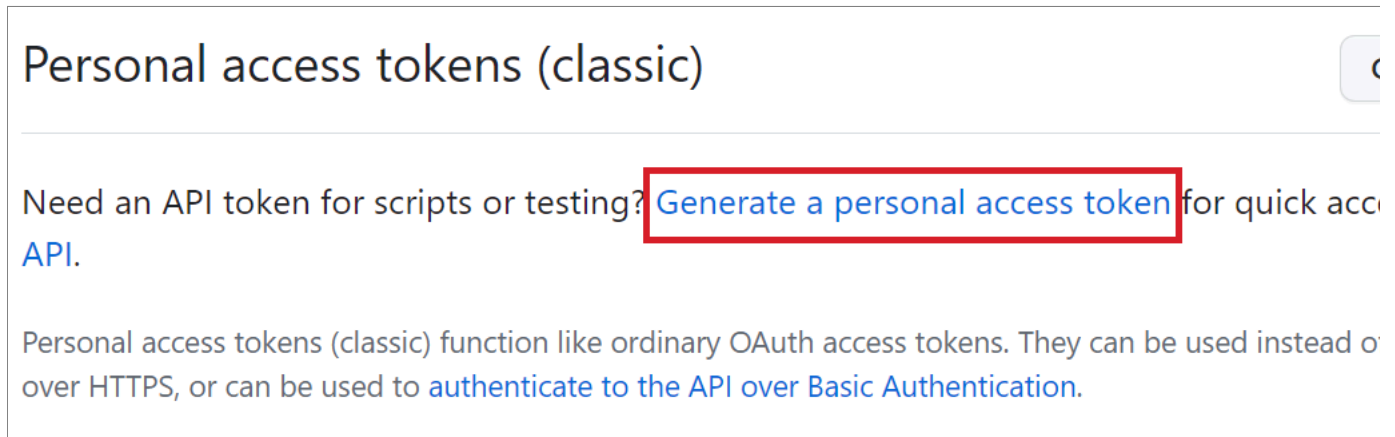 Personal access tokens (classic)
Need an API token for scripts or testing? Generate a personal access token for quick
API.
Personal access tokens (classic) function like ordinary OAuth access tokens. They can be used instead
over HTTPS, or can be used to authenticate to the API over Basic Authentication.